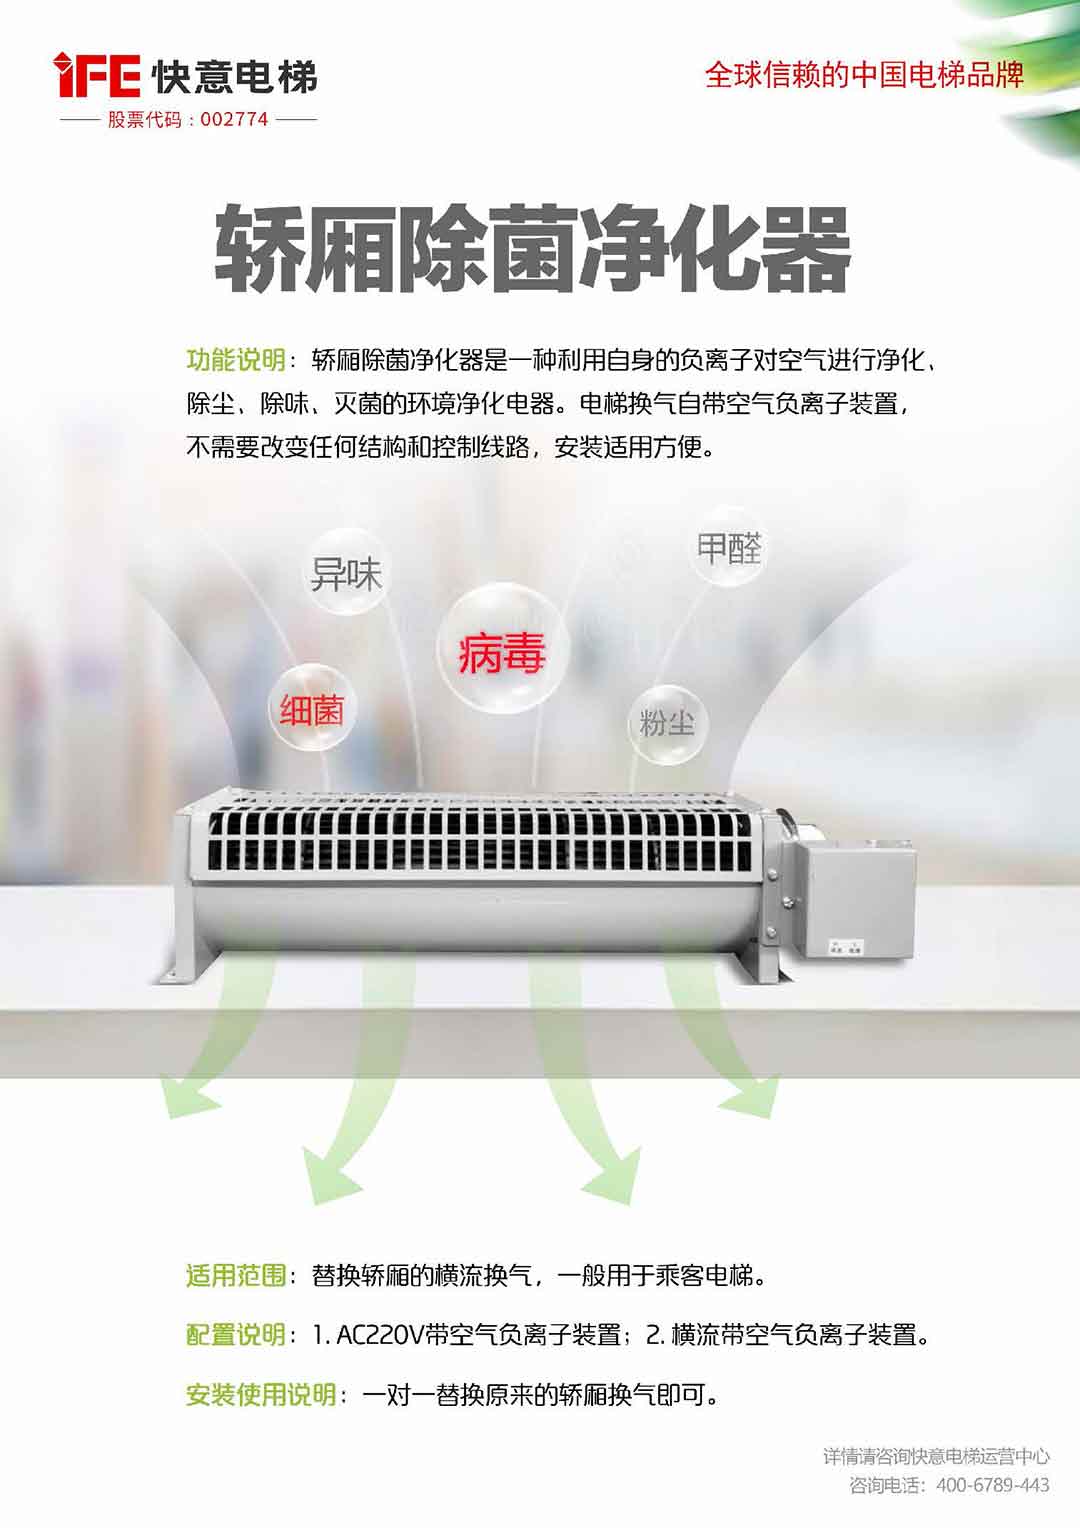 iFE 快意电梯
股票代码：002774
全球信赖的中国电梯品牌
轿厢除菌净化器
功能说明：轿厢除菌净化器是一种利用自身的负离子对空气进行净化、
除尘、除味、灭菌的环境净化电器。电梯换气自带空气负离子装置，
不需要改变任何结构和控制线路，安装适用方便。
异味
甲醛
病毒
细菌
粉尘
适用范围：替换轿厢的横流换气，一般用于乘客电梯。
配置说明：1. AC220V带空气负离子装置；2. 横流带空气负离子装置。
安装使用说明：一对一替换原来的轿厢换气即可。
详情请咨询快意电梯运营中心
咨询电话：400-6789-443